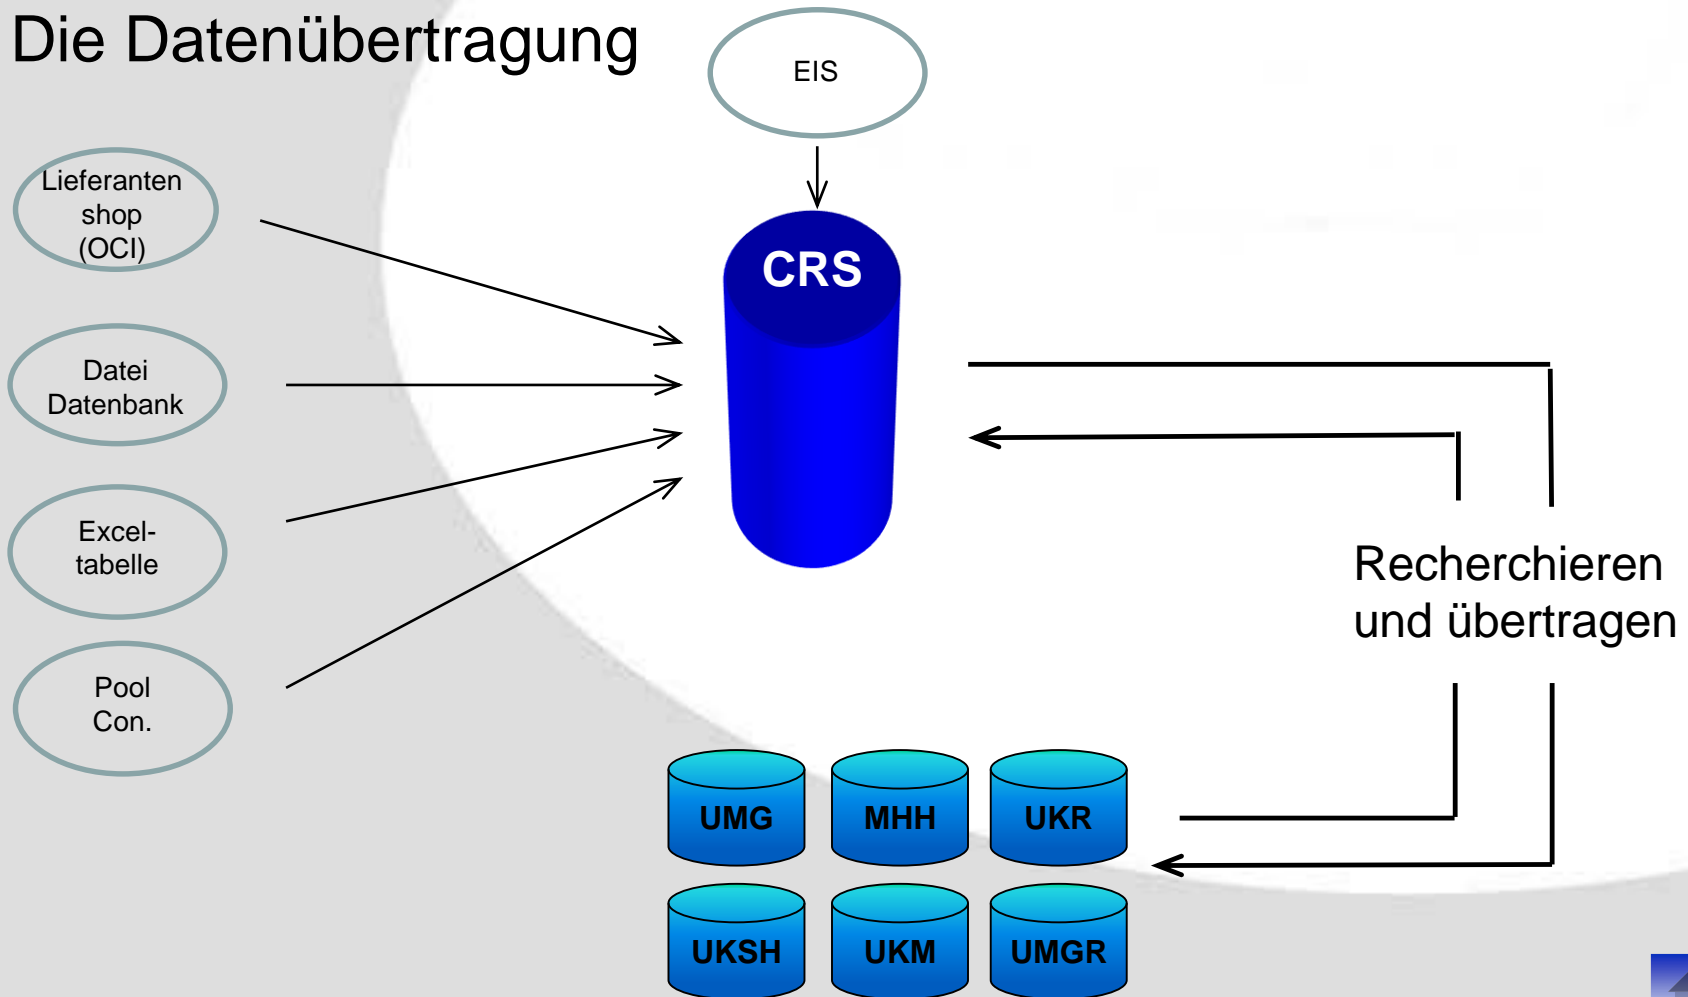 Die Datenübertragung
EIS
Lieferanten
shop
(OCI)
CRS
Datei
Datenbank
Excel-
tabelle
Recherchieren
und übertragen
Pool
Con.
UMG
MHH
UKR
UKSH
UKM
UMGR